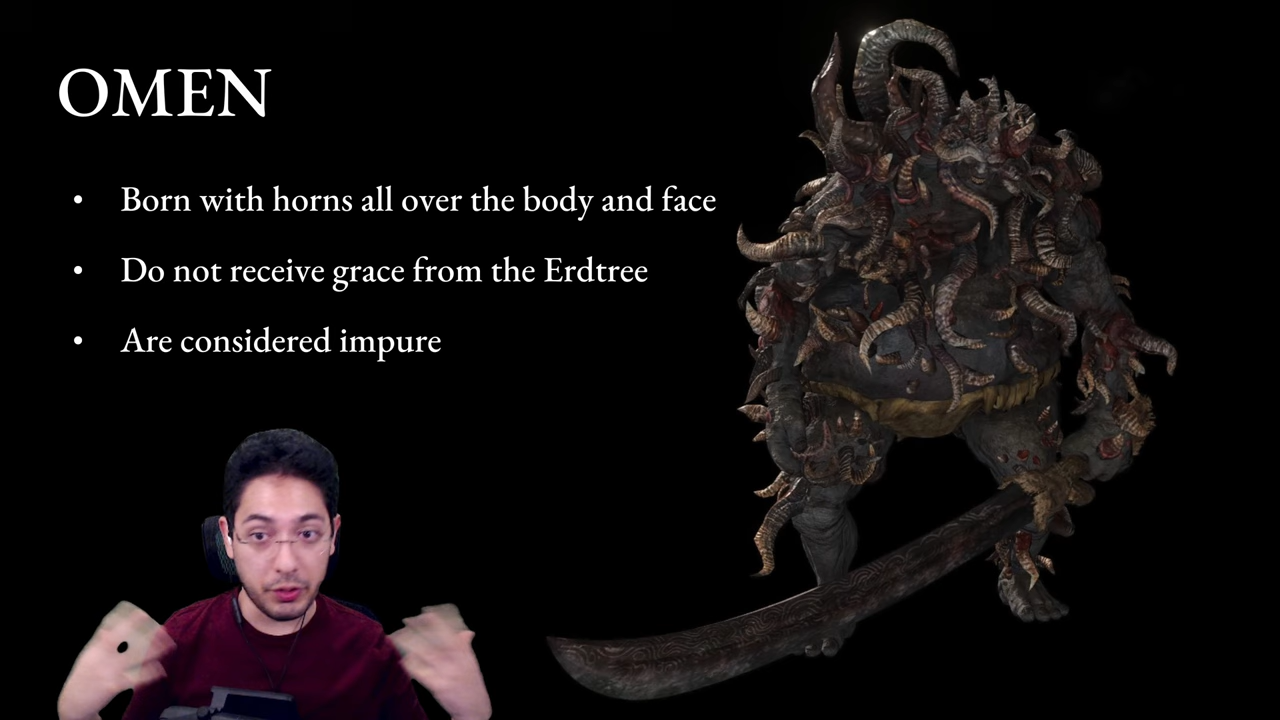 OMEN
• Born with horns all over the body and face
• Do not receive grace from the Erdtree
• Are considered impure